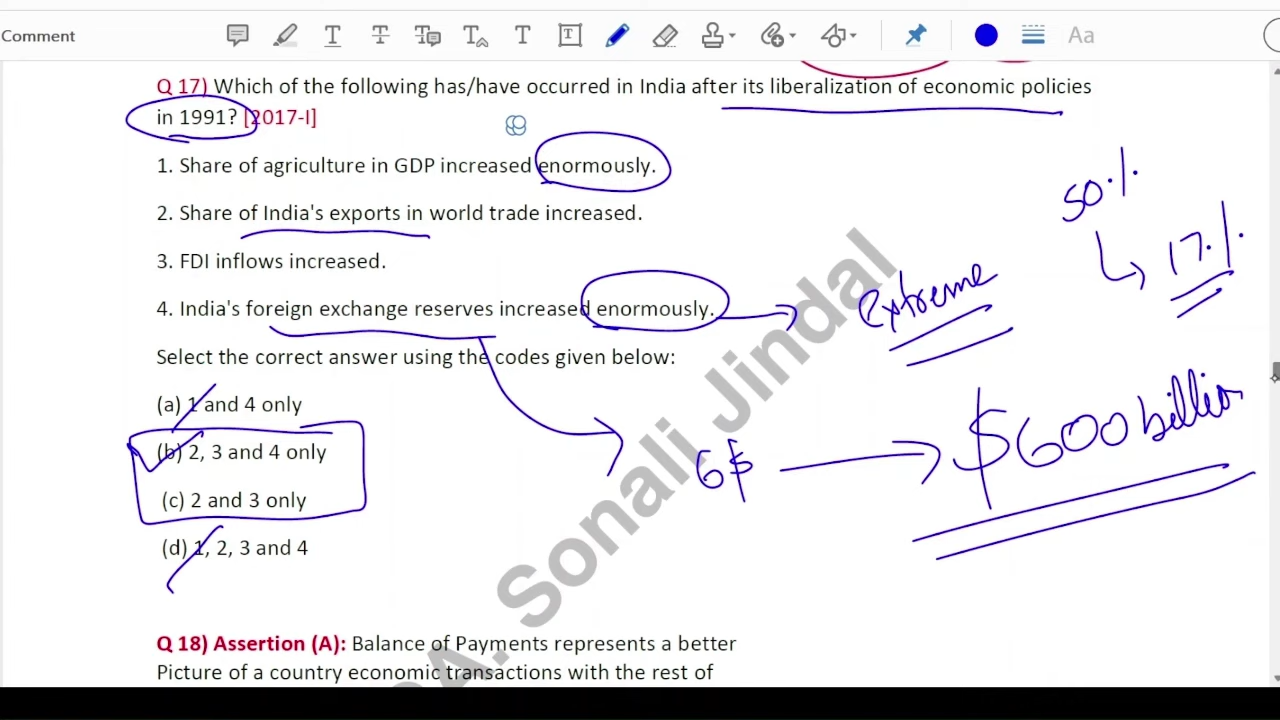 Comment
T T T T T T Aa
Q 17) Which of the following has/have occurred in India after its liberalization of economic policies
in 1991? [2017-I]
1. Share of agriculture in GDP increased enormously.
2. Share of India's exports in world trade increased.
3. FDI inflows increased.
4. India's foreign exchange reserves increased enormously.
Select the correct answer using the codes given below:
(a) 1 and 4 only
(b) 2, 3 and 4 only
(c) 2 and 3 only
(d) 1, 2, 3 and 4
50%
17%
extreme
6$
$600 billion
Sonali Jindal
Q 18) Assertion (A): Balance of Payments represents a better
Picture of a country economic transactions with the rest of